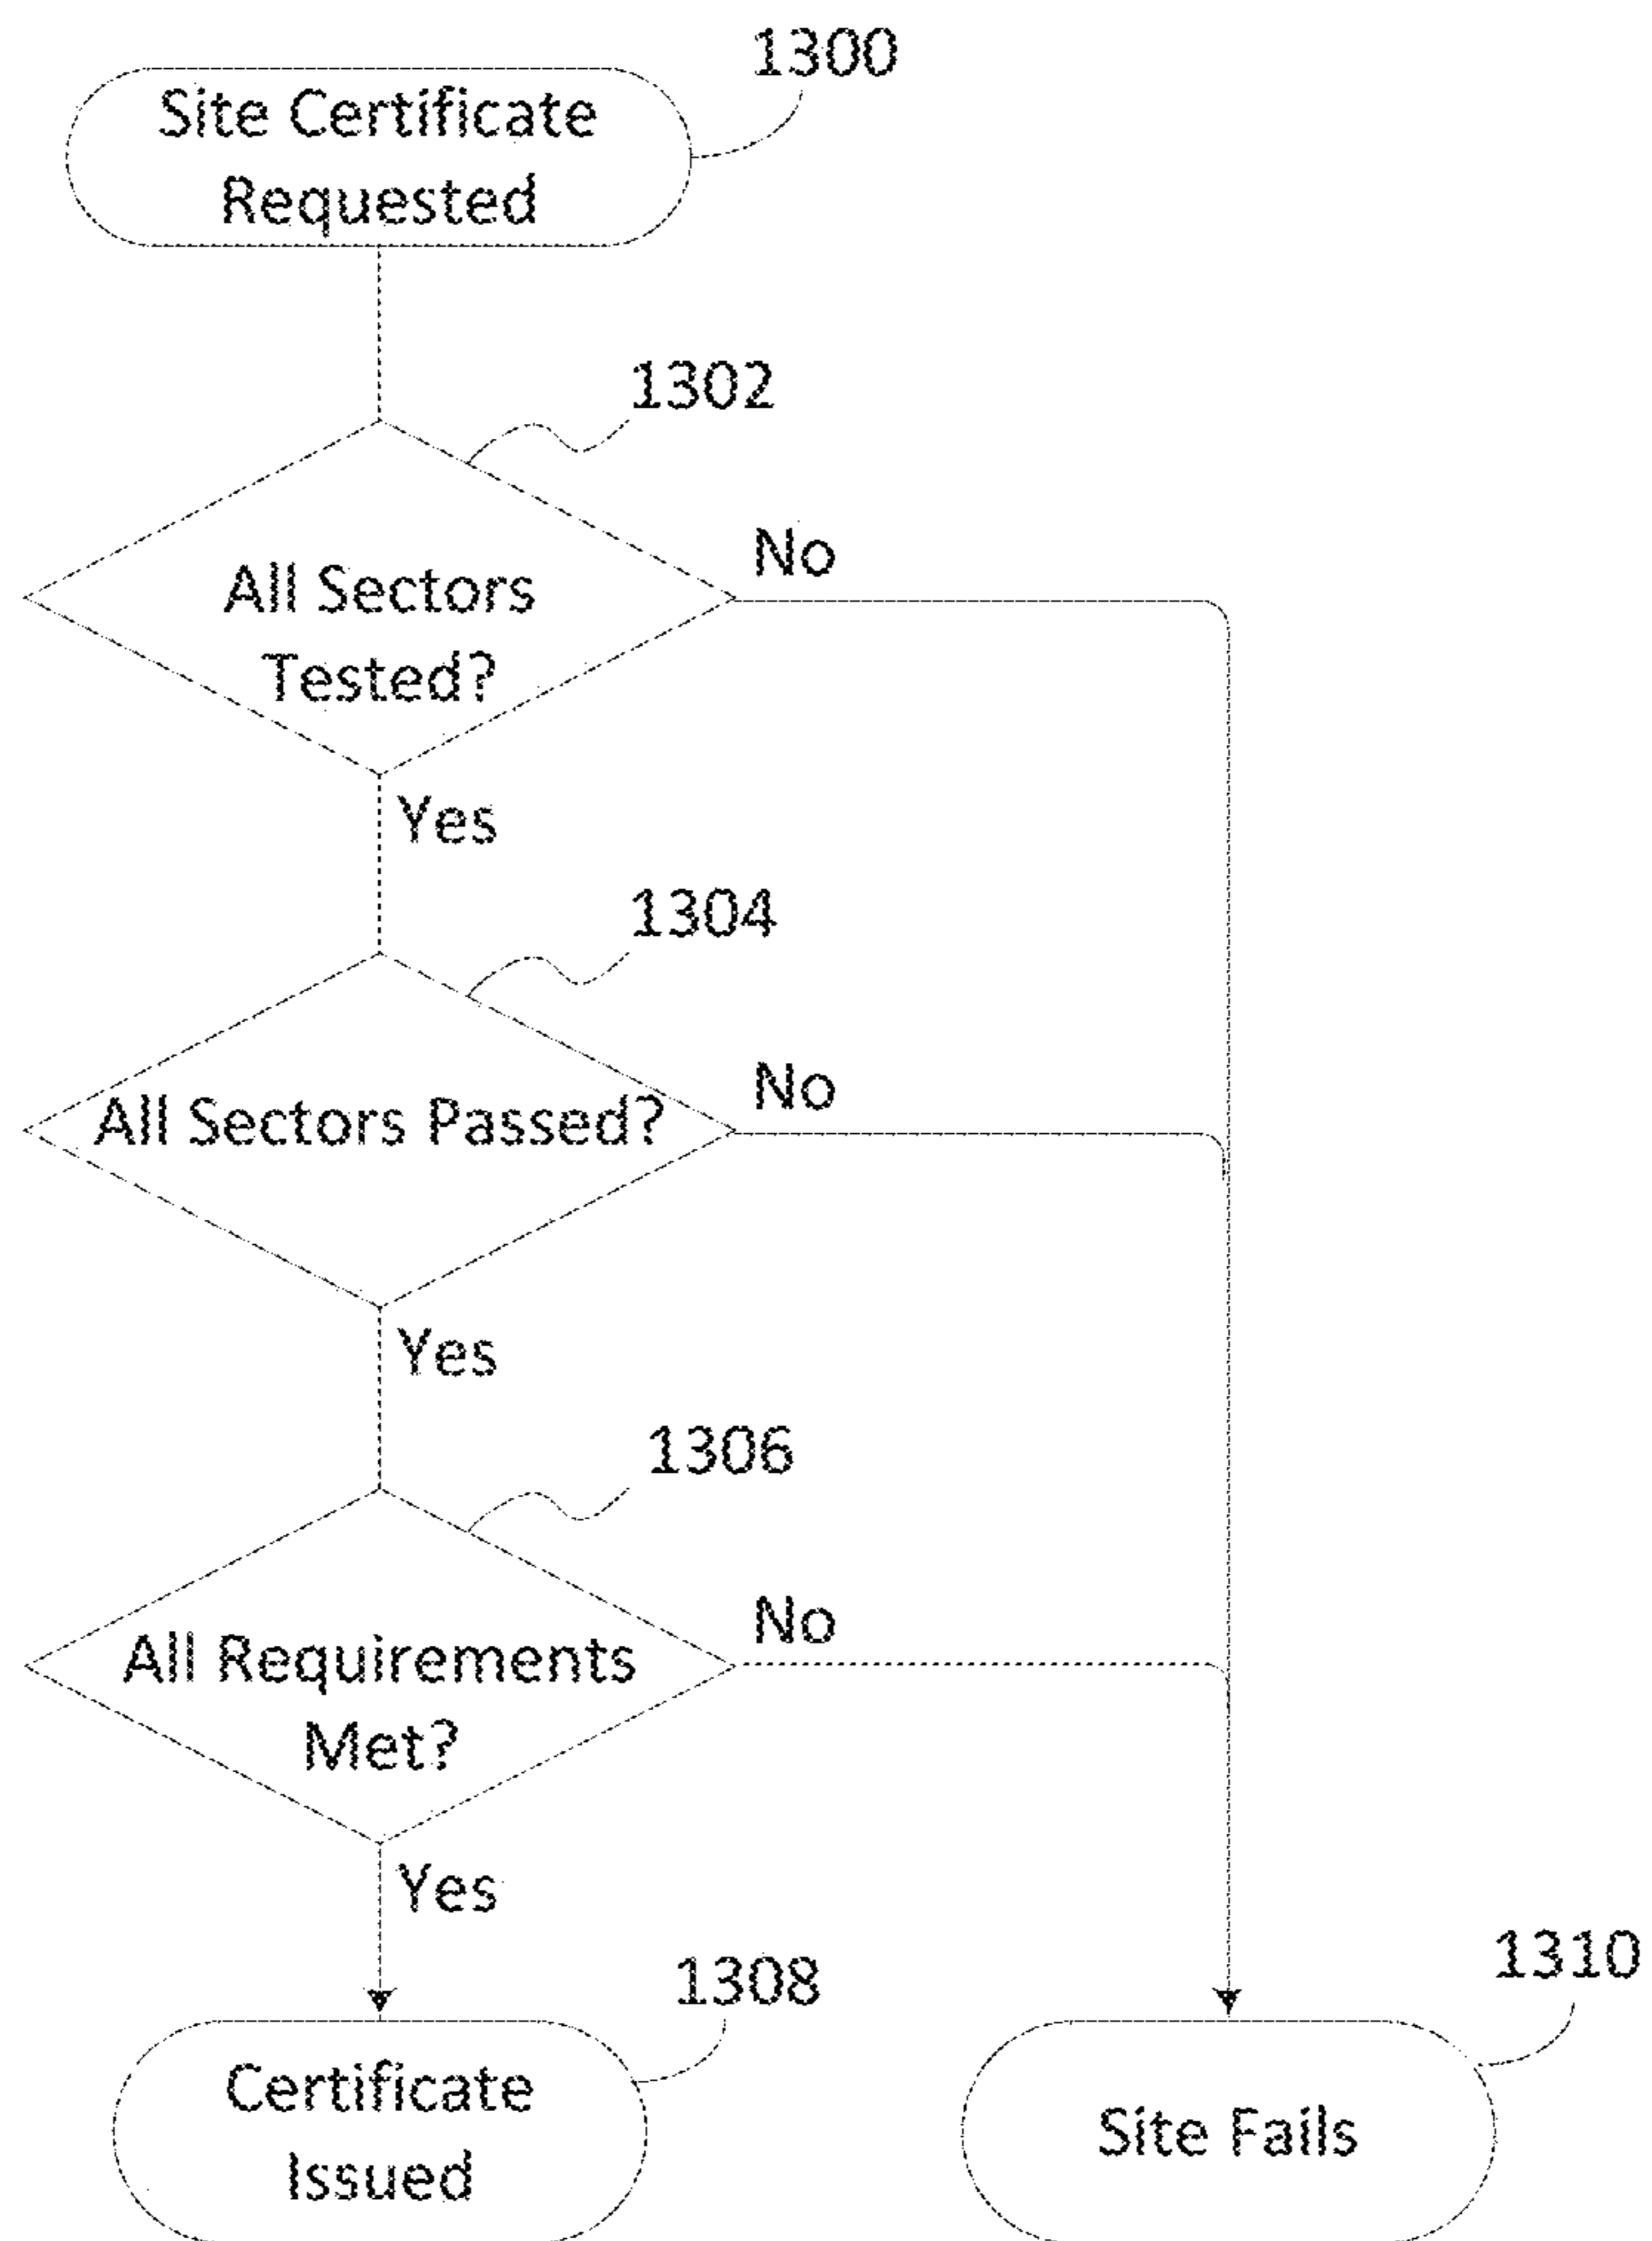 1300
Site Certificate
Requested
1302
No
All Sectors
Tested?
Yes
1304
No
All Sectors Passed?
Yes
1306
No
All Requirements
Met?
Yes
1308
1310
Certificate
Issued
Site Fails